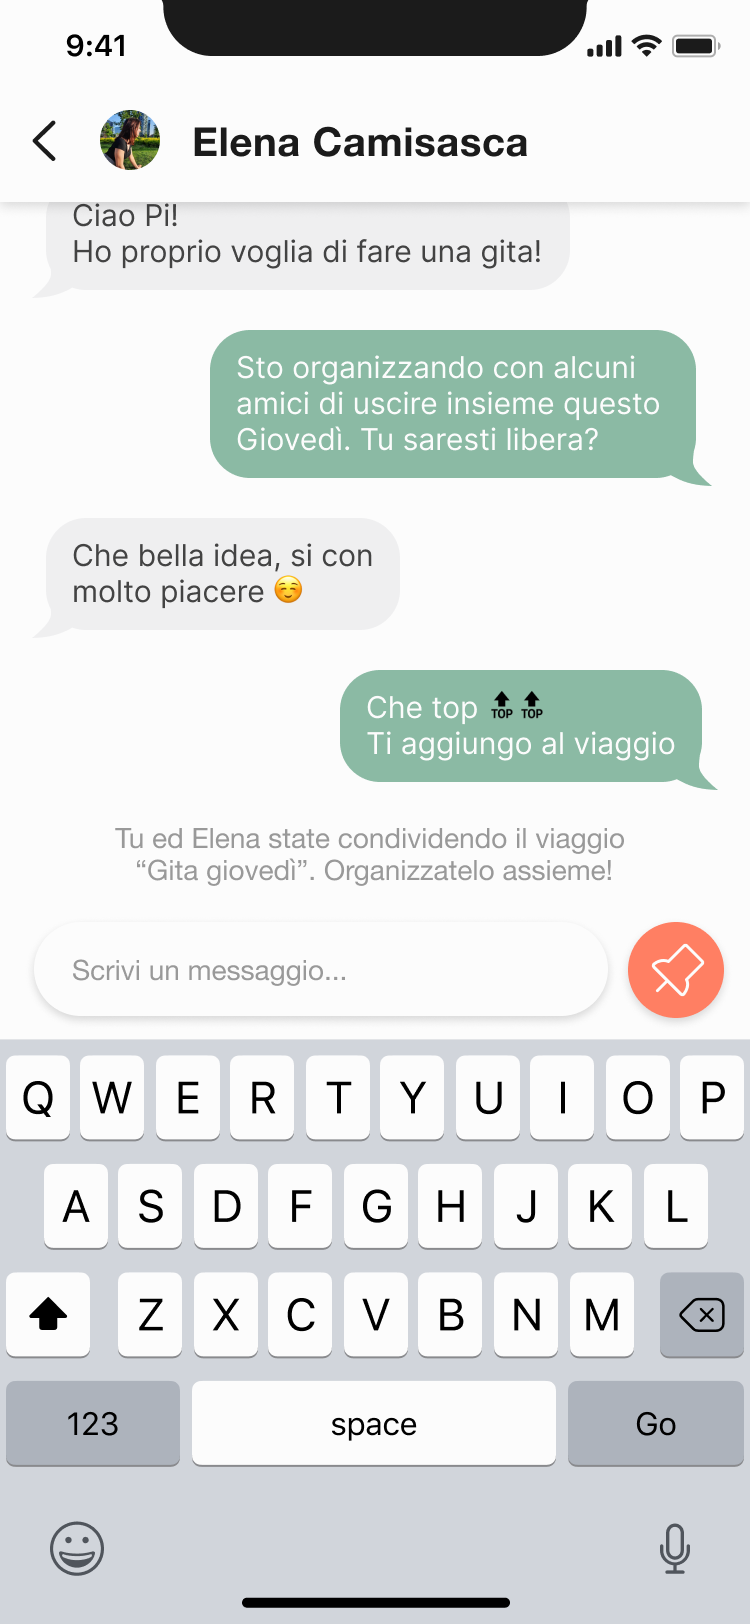 9:41
Elena Camisasca
Ciao Pi!
Ho proprio voglia di fare una gita!
Sto organizzando con alcuni
amici di uscire insieme questo
Giovedì. Tu saresti libera?
Che bella idea, si con
molto piacere ☺️
Che top 🔝🔝
Ti aggiungo al viaggio
Tu ed Elena state condividendo il viaggio
“Gita giovedì”. Organizzatelo assieme!
Scrivi un messaggio...
Q W E R T Y U I O P
A S D F G H J K L
Z X C V B N M
123 space Go